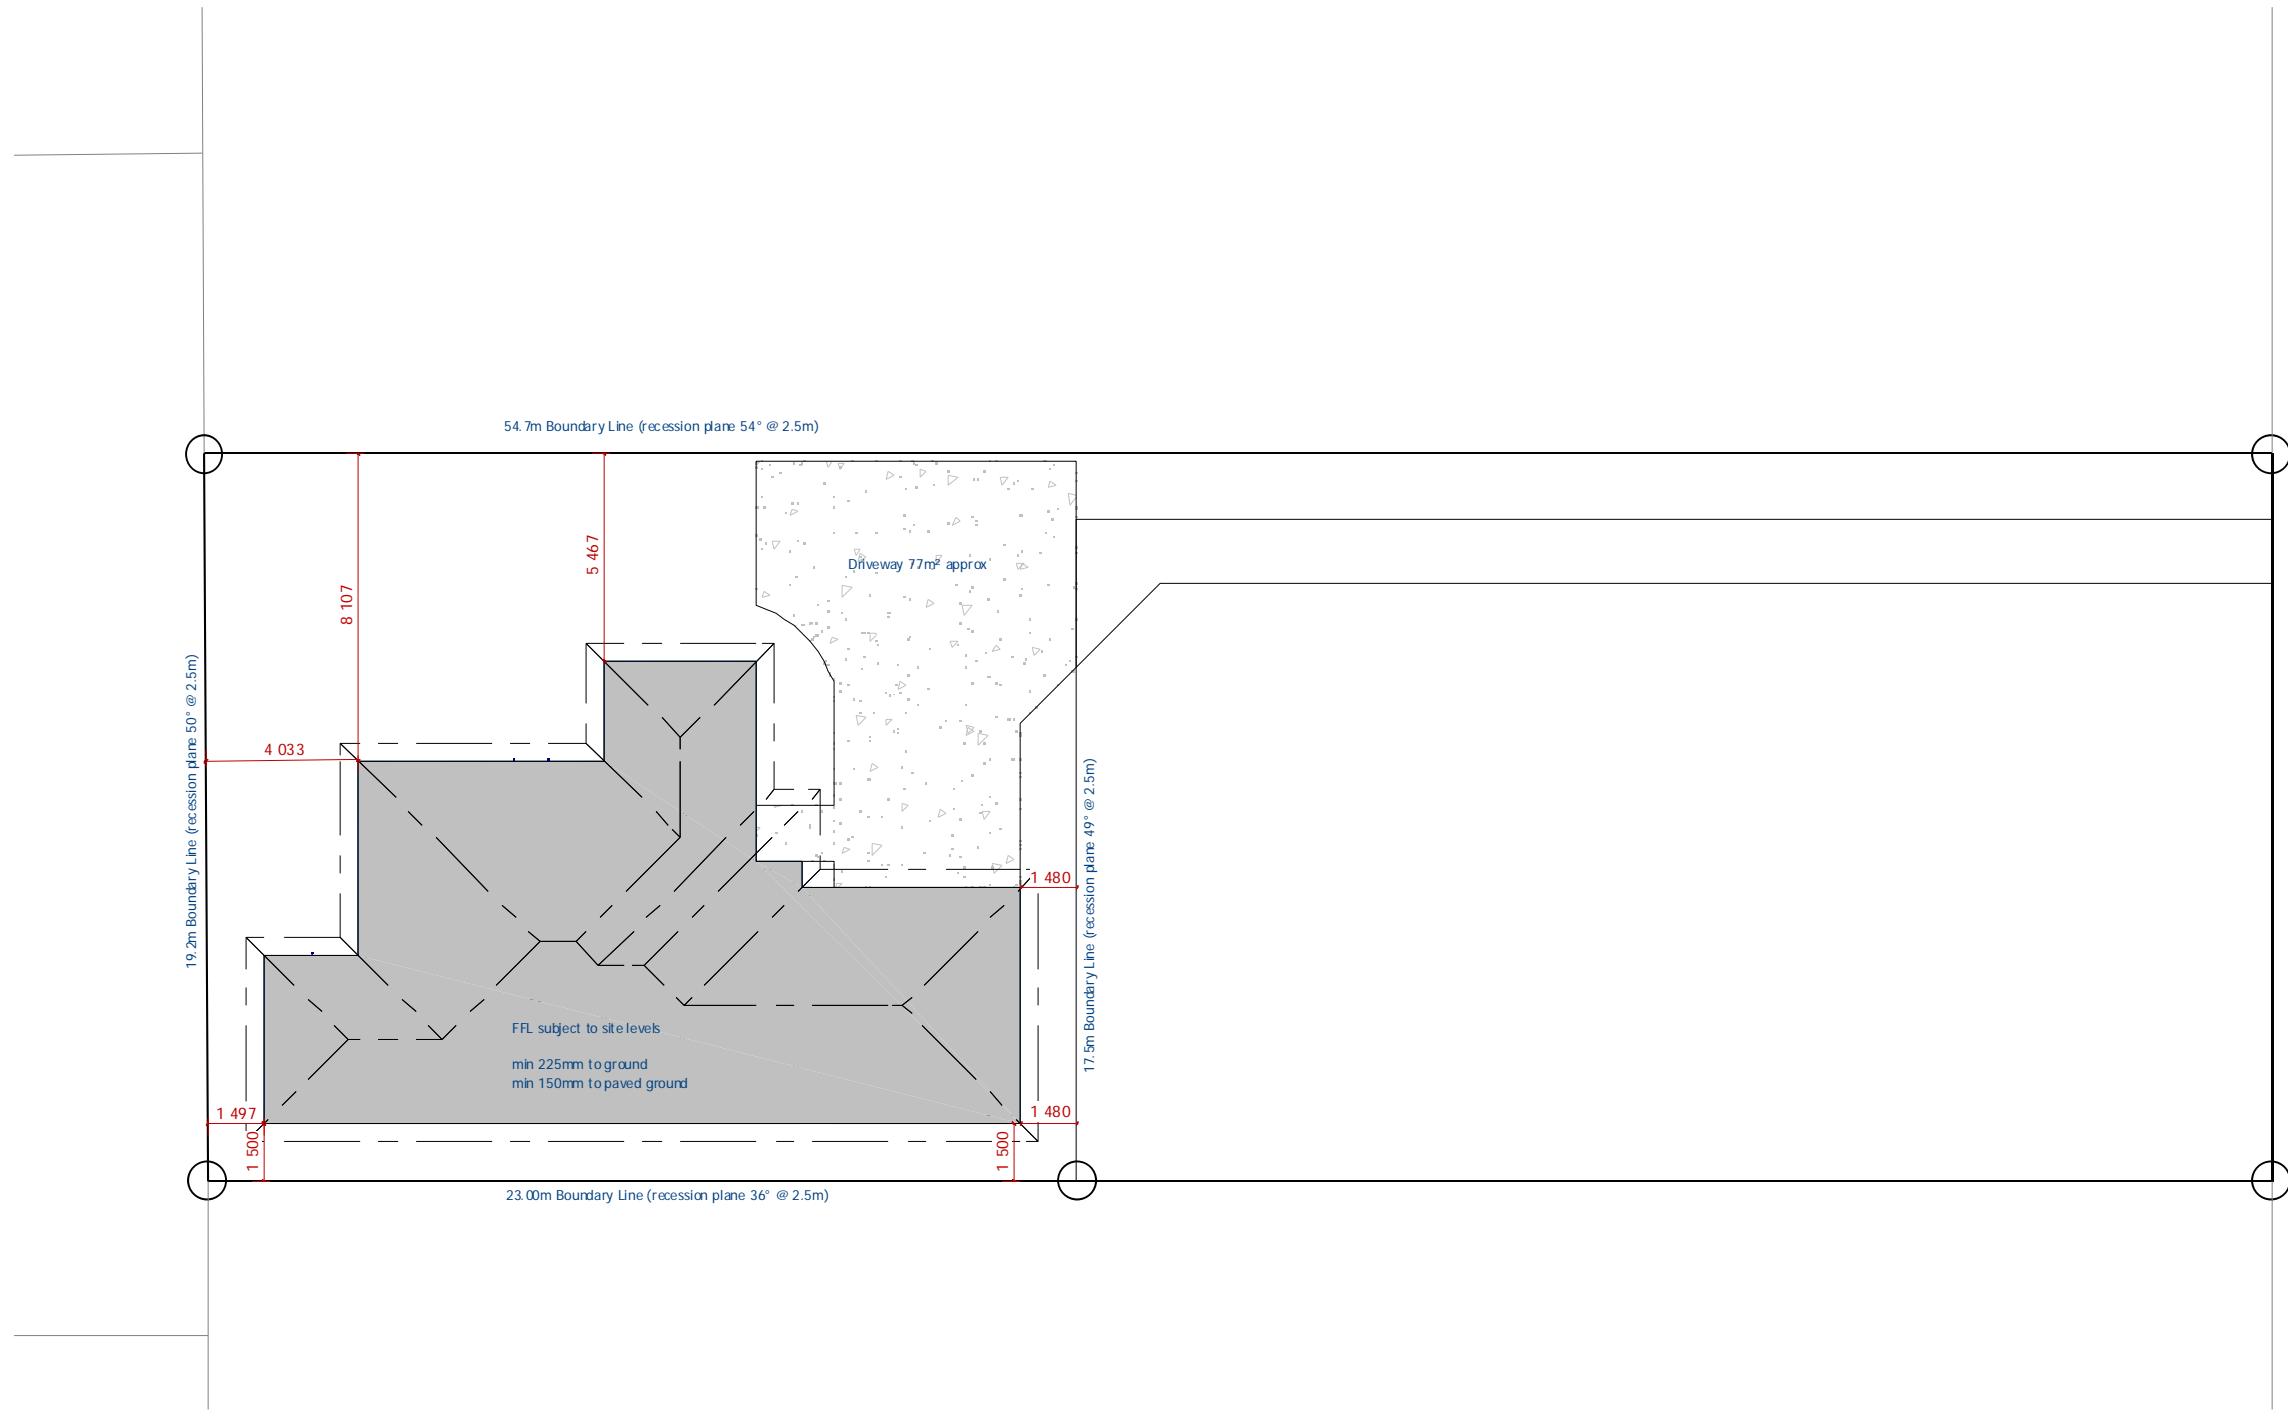 54.7m Boundary Line (recession plane 54° @ 2.5m)
5 467
Driveway 77m² approx
8 107
4 033
19.2m Boundary Line (recession plane 50° @ 2.5m)
17.5m Boundary Line (recession plane 49° @ 2.5m)
1 480
FFL subject to site levels
min 225mm to ground
min 150mm to paved ground
1 497
1 480
1 500
1 500
23.00m Boundary Line (recession plane 36° @ 2.5m)